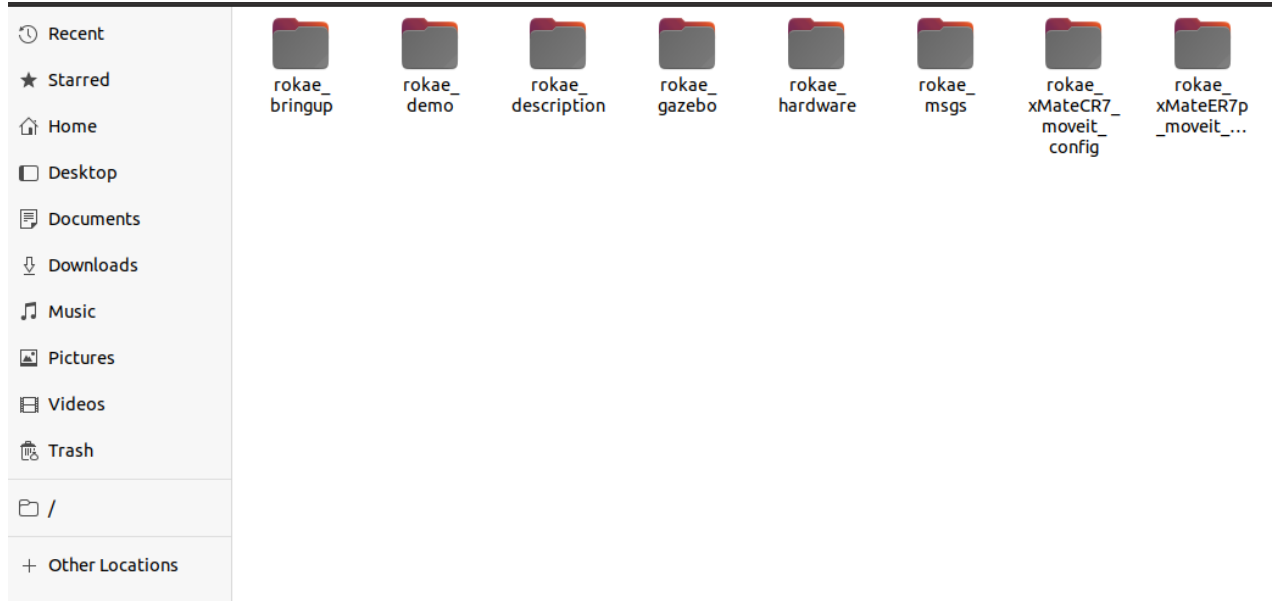 Recent
Starred
Home
Desktop
Documents
Downloads
Music
Pictures
Videos
Trash
/
+ Other Locations
rokae_
bringup
rokae_
demo
rokae_
description
rokae_
gazebo
rokae_
hardware
rokae_
msgs
rokae_
xMateCR7_
moveit_
config
rokae_
xMateER7p
_moveit_...